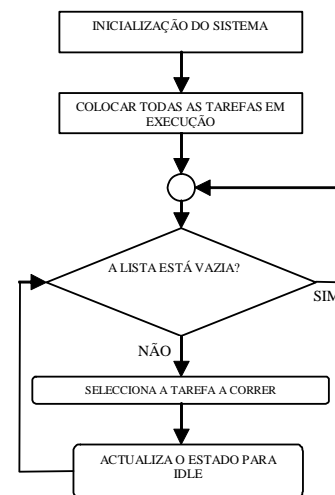 INICIALIZAÇÃO DO SISTEMA
COLOCAR TODAS AS TAREFAS EM
EXECUÇÃO
A LISTA ESTÁ VAZIA?
SIM
NÃO
SELECCIONA A TAREFA A CORRER
ACTUALIZA O ESTADO PARA
IDLE